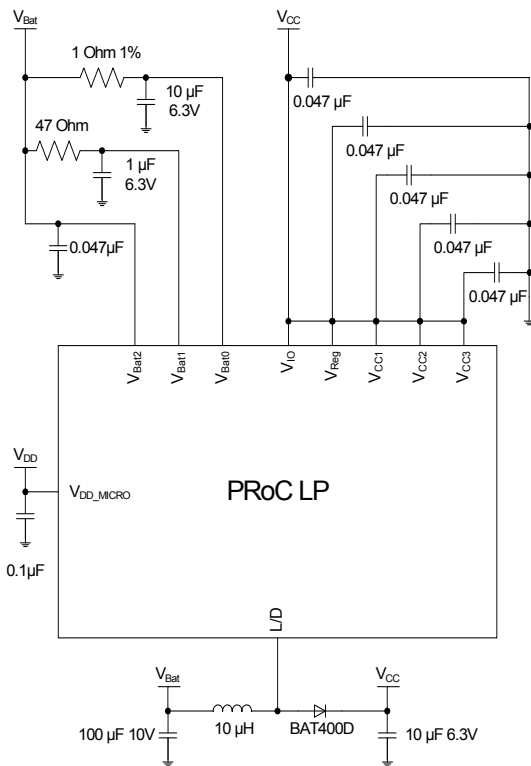 VBat
VCC
1 Ohm 1%
10 µF
6.3V
0.047 µF
47 Ohm
0.047 µF
1 µF
6.3V
0.047 µF
0.047 µF
0.047µF
0.047 µF
VBat2
VBat1
VBat0
VIO
VReg
VCC1
VCC2
VCC3
VDD
VDD_MICRO
PRoC LP
0.1µF
L/D
VBat
VCC
100 µF 10V
10 µH
BAT400D
10 µF 6.3V